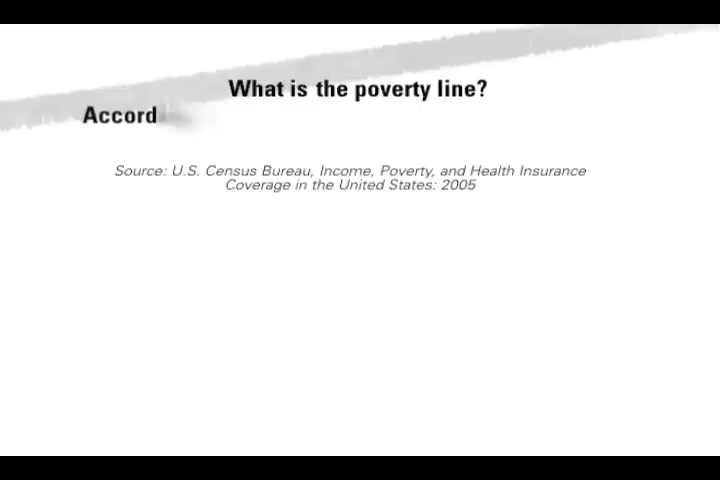 What is the poverty line?
Accord
Source: U.S. Census Bureau, Income, Poverty, and Health Insurance
Coverage in the United States: 2005